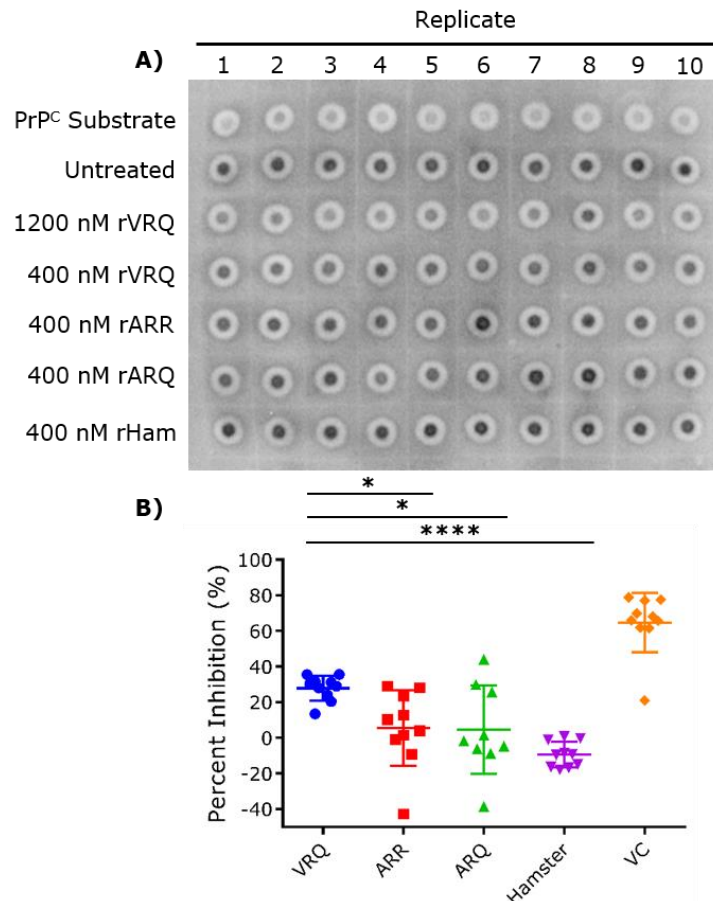 Replicate
A)
1 2 3 4 5 6 7 8 9 10
PrPᶜ Substrate
Untreated
1200 nM rVRQ
400 nM rVRQ
400 nM rARR
400 nM rARQ
400 nM rHam
B)
*
*
****
Percent Inhibition (%)
100
80
60
40
20
0
-20
-40
VRQ
ARR
ARQ
Hamster
VC